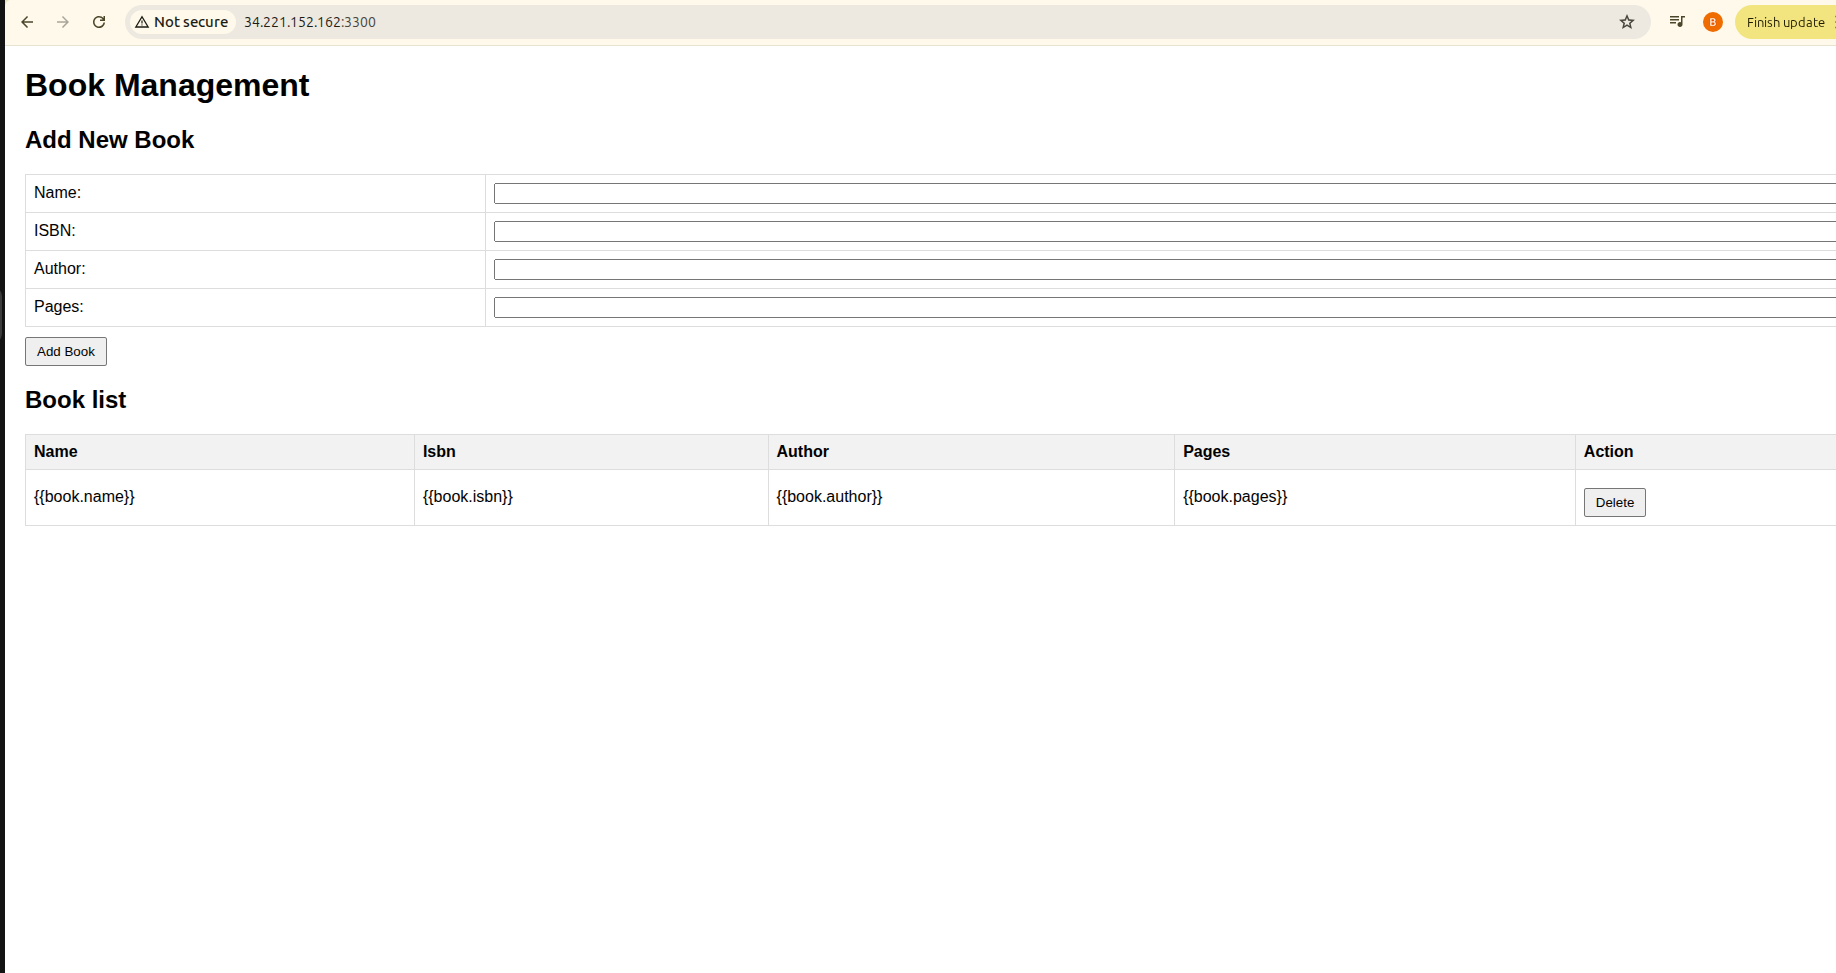 Not secure 34.221.152.162:3300 B Finish update
Book Management
Add New Book
Name:
ISBN:
Author:
Pages:
Add Book
Book list
Name Isbn Author Pages Action
{{book.name}} {{book.isbn}} {{book.author}} {{book.pages}} Delete